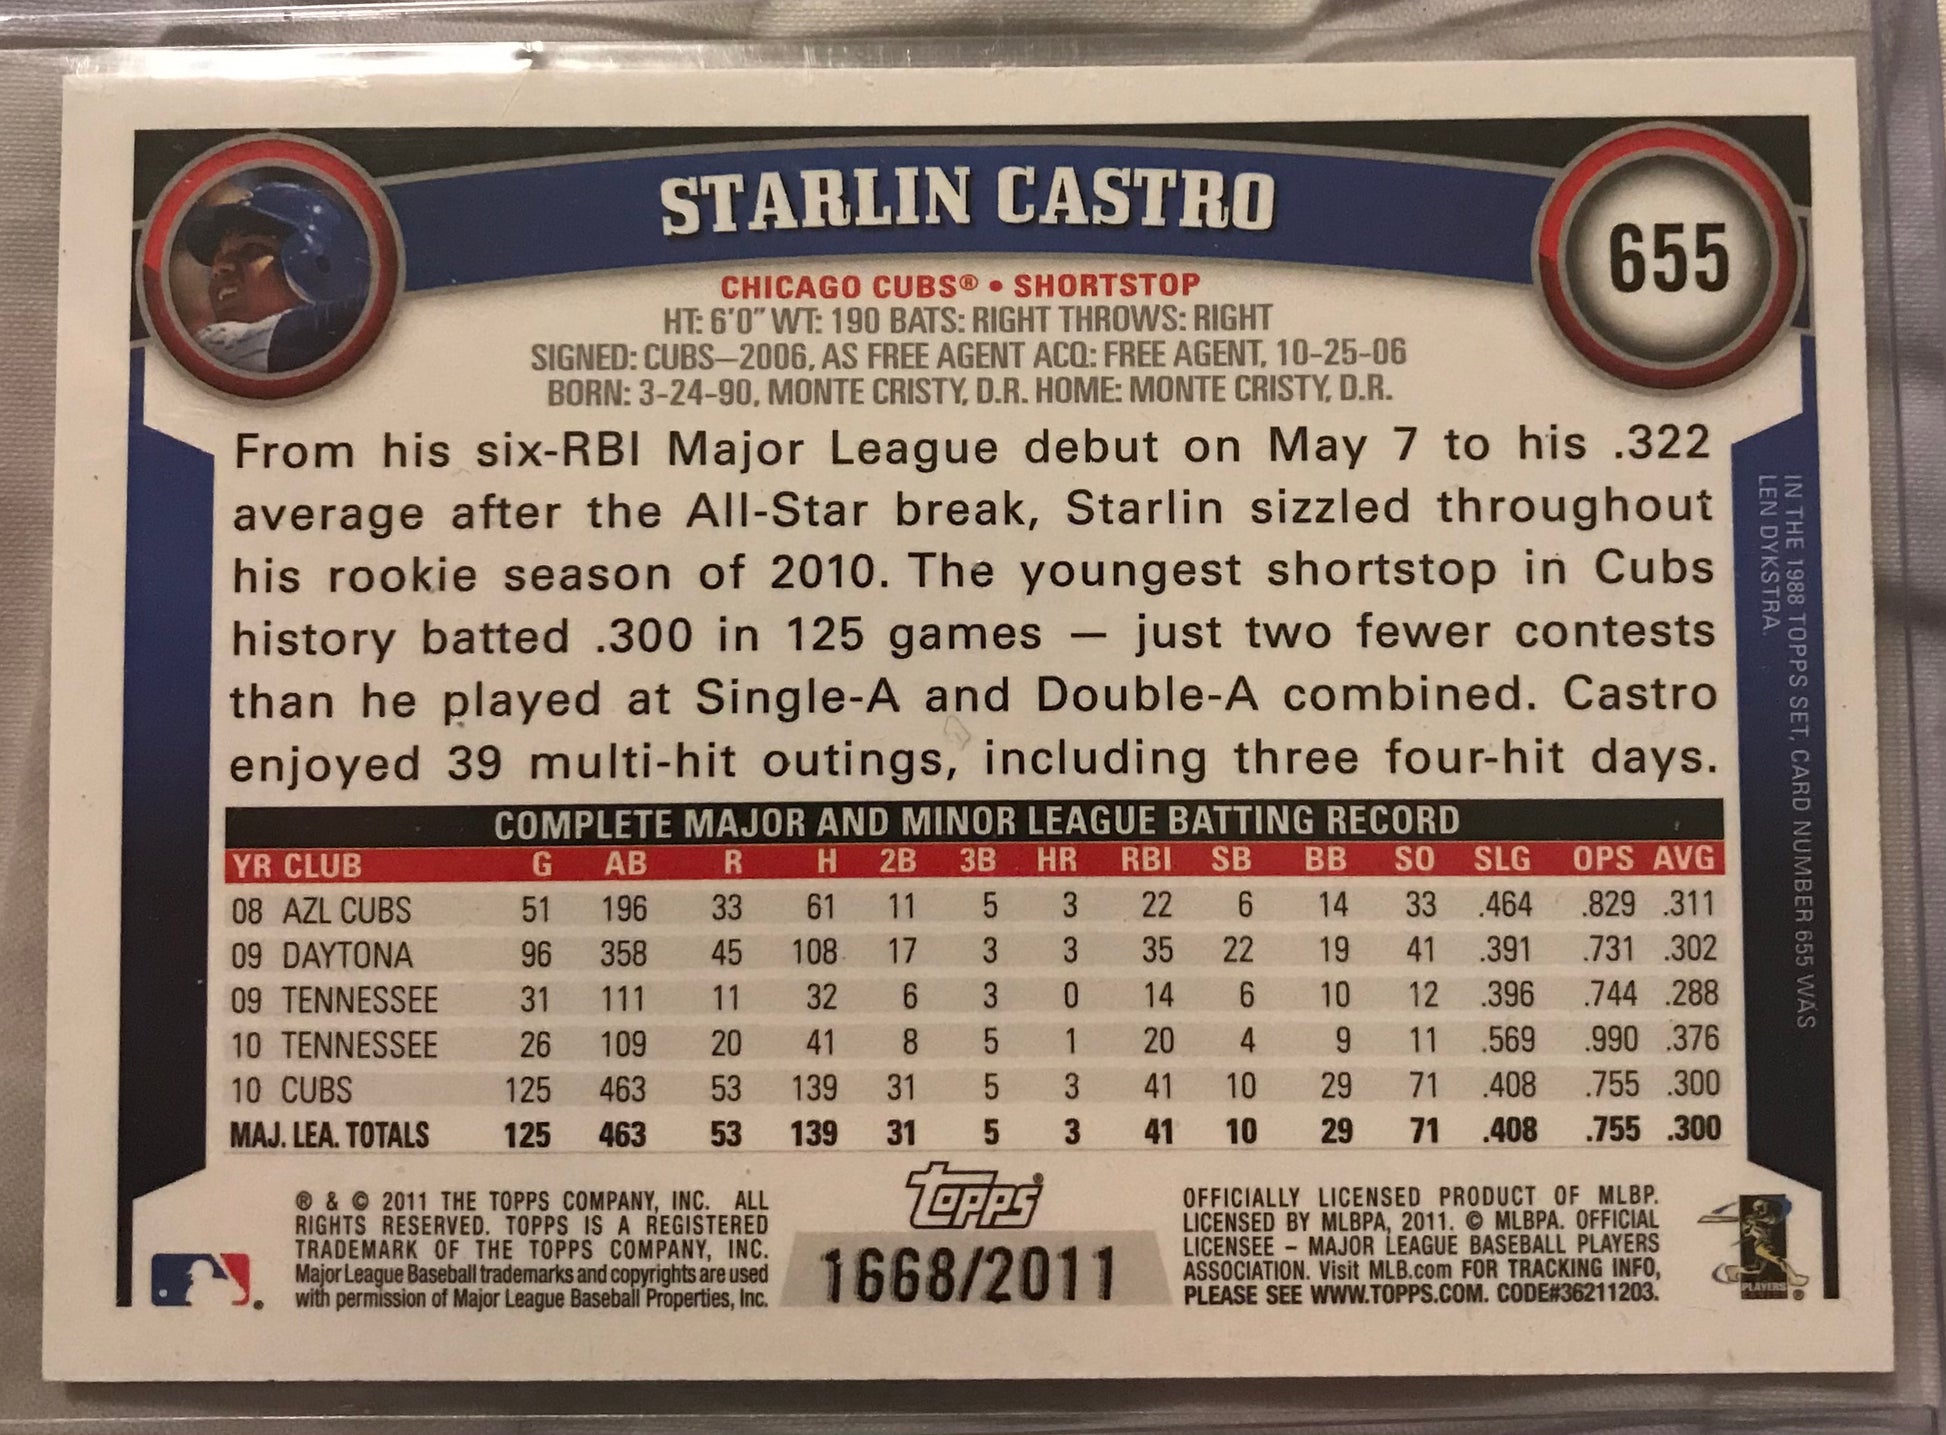 STARLIN CASTRO
655
CHICAGO CUBS® • SHORTSTOP
HT: 6'0" WT: 190 BATS: RIGHT THROWS: RIGHT
SIGNED: CUBS—2006, AS FREE AGENT ACQ: FREE AGENT, 10-25-06
BORN: 3-24-90, MONTE CRISTY, D.R. HOME: MONTE CRISTY, D.R.
From his six-RBI Major League debut on May 7 to his .322
average after the All-Star break, Starlin sizzled throughout
his rookie season of 2010. The youngest shortstop in Cubs
history batted .300 in 125 games — just two fewer contests
than he played at Single-A and Double-A combined. Castro
enjoyed 39 multi-hit outings, including three four-hit days.
IN THE 1988 TOPPS SET, CARD NUMBER 655 WAS
LEN DYKSTRA.
COMPLETE MAJOR AND MINOR LEAGUE BATTING RECORD
YR CLUB G AB R H 2B 3B HR RBI SB BB SO SLG OPS AVG
08 AZL CUBS 51 196 33 61 11 5 3 22 6 14 33 .464 .829 .311
09 DAYTONA 96 358 45 108 17 3 3 35 22 19 41 .391 .731 .302
09 TENNESSEE 31 111 11 32 6 3 0 14 6 10 12 .396 .744 .288
10 TENNESSEE 26 109 20 41 8 5 1 20 4 9 11 .569 .990 .376
10 CUBS 125 463 53 139 31 5 3 41 10 29 71 .408 .755 .300
MAJ. LEA. TOTALS 125 463 53 139 31 5 3 41 10 29 71 .408 .755 .300
® & © 2011 THE TOPPS COMPANY, INC. ALL
RIGHTS RESERVED. TOPPS IS A REGISTERED
TRADEMARK OF THE TOPPS COMPANY, INC.
Major League Baseball trademarks and copyrights are used
with permission of Major League Baseball Properties, Inc.
Topps®
1668/2011
OFFICIALLY LICENSED PRODUCT OF MLBP.
LICENSED BY MLBPA, 2011. © MLBPA. OFFICIAL
LICENSEE – MAJOR LEAGUE BASEBALL PLAYERS
ASSOCIATION. Visit MLB.com FOR TRACKING INFO,
PLEASE SEE WWW.TOPPS.COM. CODE#36211203.
PLAYERS ®